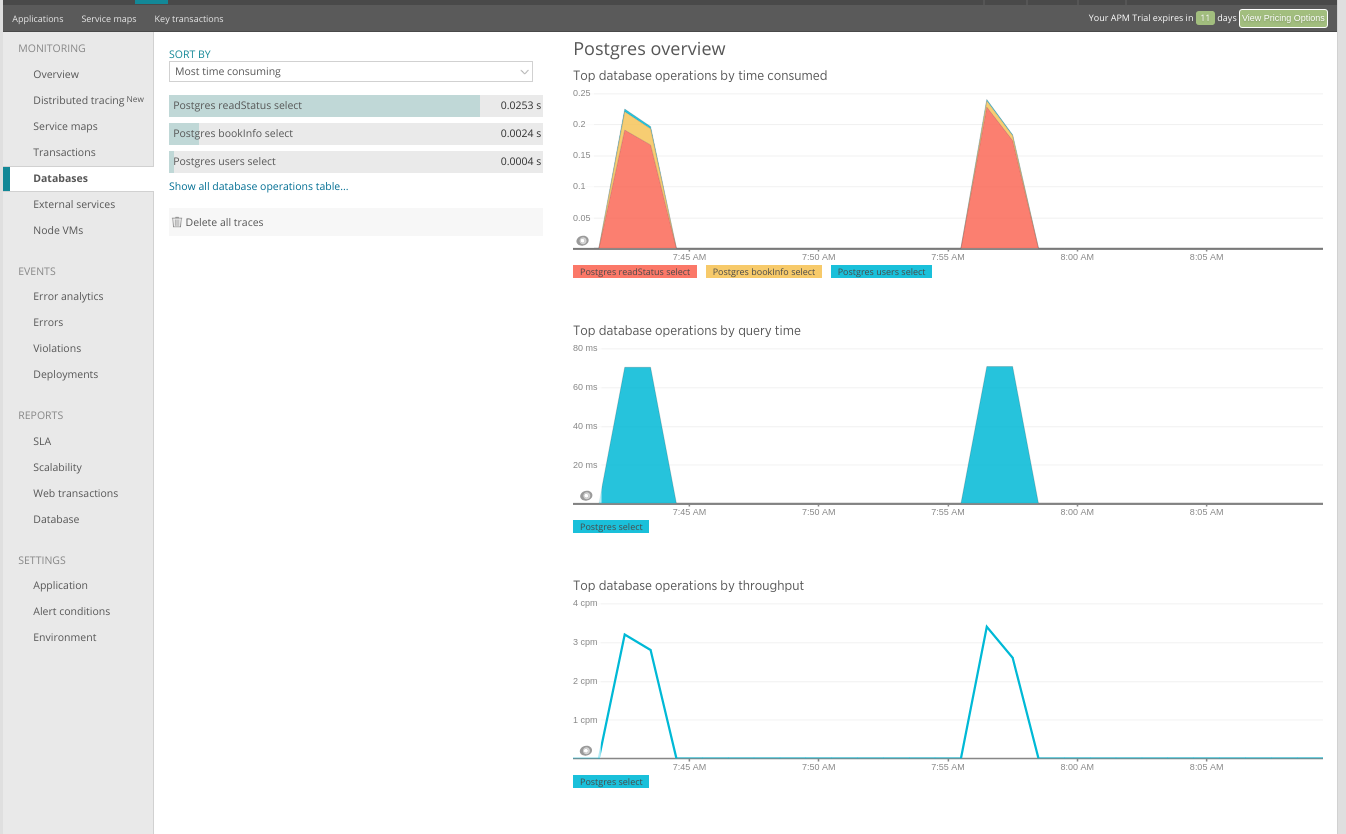 Applications Service maps Key transactions Your APM Trial expires in 11 days View Pricing Options
MONITORING
Overview
Distributed tracing New
Service maps
Transactions
Databases
External services
Node VMs
EVENTS
Error analytics
Errors
Violations
Deployments
REPORTS
SLA
Scalability
Web transactions
Database
SETTINGS
Application
Alert conditions
Environment
SORT BY
Most time consuming
Postgres readStatus select 0.0253 s
Postgres bookInfo select 0.0024 s
Postgres users select 0.0004 s
Show all database operations table...
Delete all traces
Postgres overview
Top database operations by time consumed
0.25
0.2
0.15
0.1
0.05
7:45 AM 7:50 AM 7:55 AM 8:00 AM 8:05 AM
Postgres readStatus select Postgres bookInfo select Postgres users select
Top database operations by query time
80 ms
60 ms
40 ms
20 ms
7:45 AM 7:50 AM 7:55 AM 8:00 AM 8:05 AM
Postgres select
Top database operations by throughput
4 cpm
3 cpm
2 cpm
1 cpm
7:45 AM 7:50 AM 7:55 AM 8:00 AM 8:05 AM
Postgres select